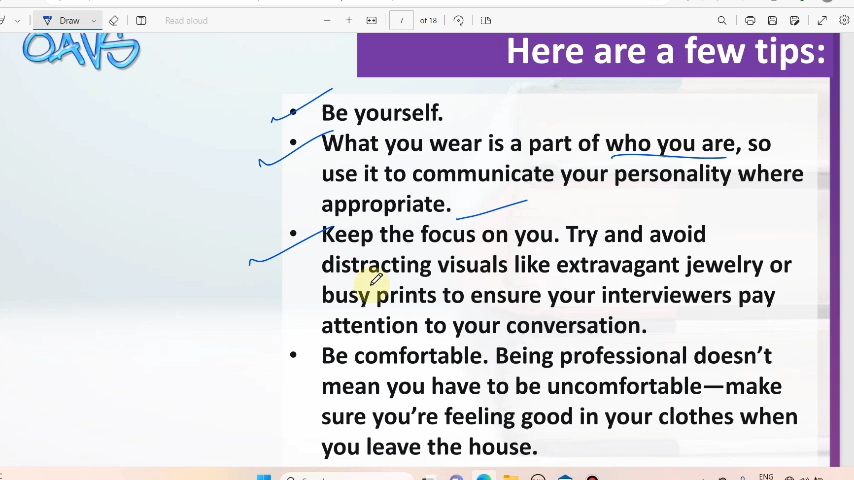 Draw
Read aloud
of 18
OAVS
Here are a few tips:
• Be yourself.
• What you wear is a part of who you are, so
use it to communicate your personality where
appropriate.
• Keep the focus on you. Try and avoid
distracting visuals like extravagant jewelry or
busy prints to ensure your interviewers pay
attention to your conversation.
• Be comfortable. Being professional doesn’t
mean you have to be uncomfortable—make
sure you’re feeling good in your clothes when
you leave the house.
ENG